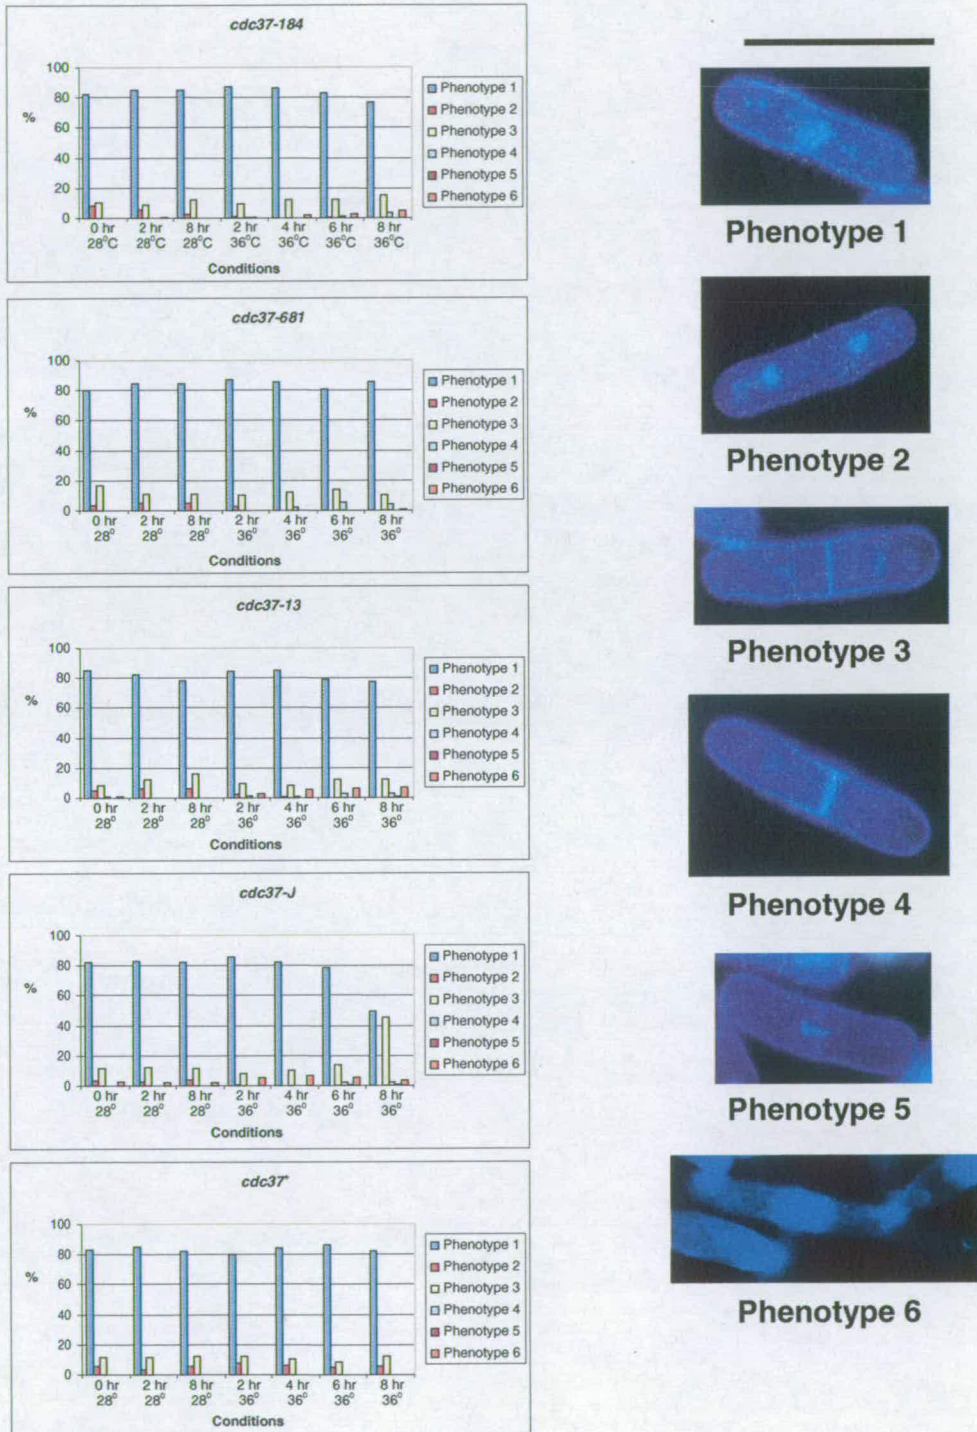 cdc37-184
100
80
60
40
20
0
%
0 hr 2 hr 8 hr 2 hr 4 hr 6 hr 8 hr
28°C 28°C 28°C 36°C 36°C 36°C 36°C
Conditions
Phenotype 1
Phenotype 2
Phenotype 3
Phenotype 4
Phenotype 5
Phenotype 6
cdc37-681
100
80
60
40
20
0
%
0 hr 2 hr 8 hr 2 hr 4 hr 6 hr 8 hr
28° 28° 28° 36° 36° 36° 36°
Conditions
Phenotype 1
Phenotype 2
Phenotype 3
Phenotype 4
Phenotype 5
Phenotype 6
cdc37-13
100
80
60
40
20
0
%
0 hr 2 hr 8 hr 2 hr 4 hr 6 hr 8 hr
28° 28° 28° 36° 36° 36° 36°
Conditions
Phenotype 1
Phenotype 2
Phenotype 3
Phenotype 4
Phenotype 5
Phenotype 6
cdc37-J
100
80
60
40
20
0
%
0 hr 2 hr 8 hr 2 hr 4 hr 6 hr 8 hr
28° 28° 28° 36° 36° 36° 36°
Conditions
Phenotype 1
Phenotype 2
Phenotype 3
Phenotype 4
Phenotype 5
Phenotype 6
cdc37⁺
100
80
60
40
20
0
%
0 hr 2 hr 8 hr 2 hr 4 hr 6 hr 8 hr
28° 28° 28° 36° 36° 36° 36°
Conditions
Phenotype 1
Phenotype 2
Phenotype 3
Phenotype 4
Phenotype 5
Phenotype 6
Phenotype 1
Phenotype 2
Phenotype 3
Phenotype 4
Phenotype 5
Phenotype 6